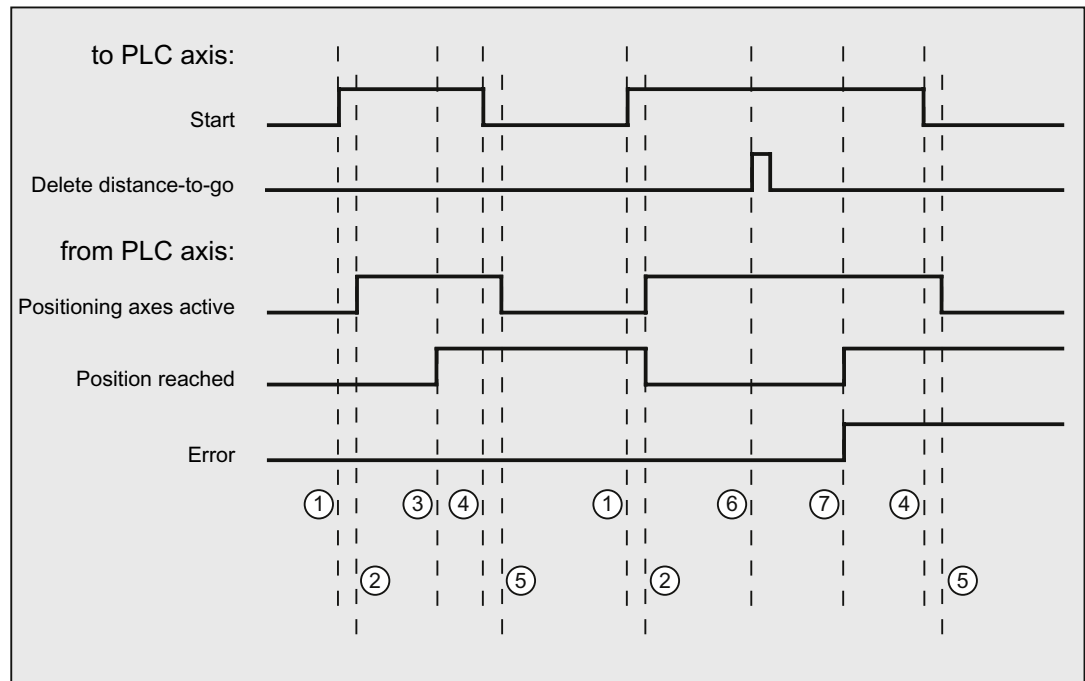 to PLC axis:
Start
Delete distance-to-go
from PLC axis:
Positioning axes active
Position reached
Error
① ③ ④ ① ⑥ ⑦ ④
② ⑤ ② ⑤